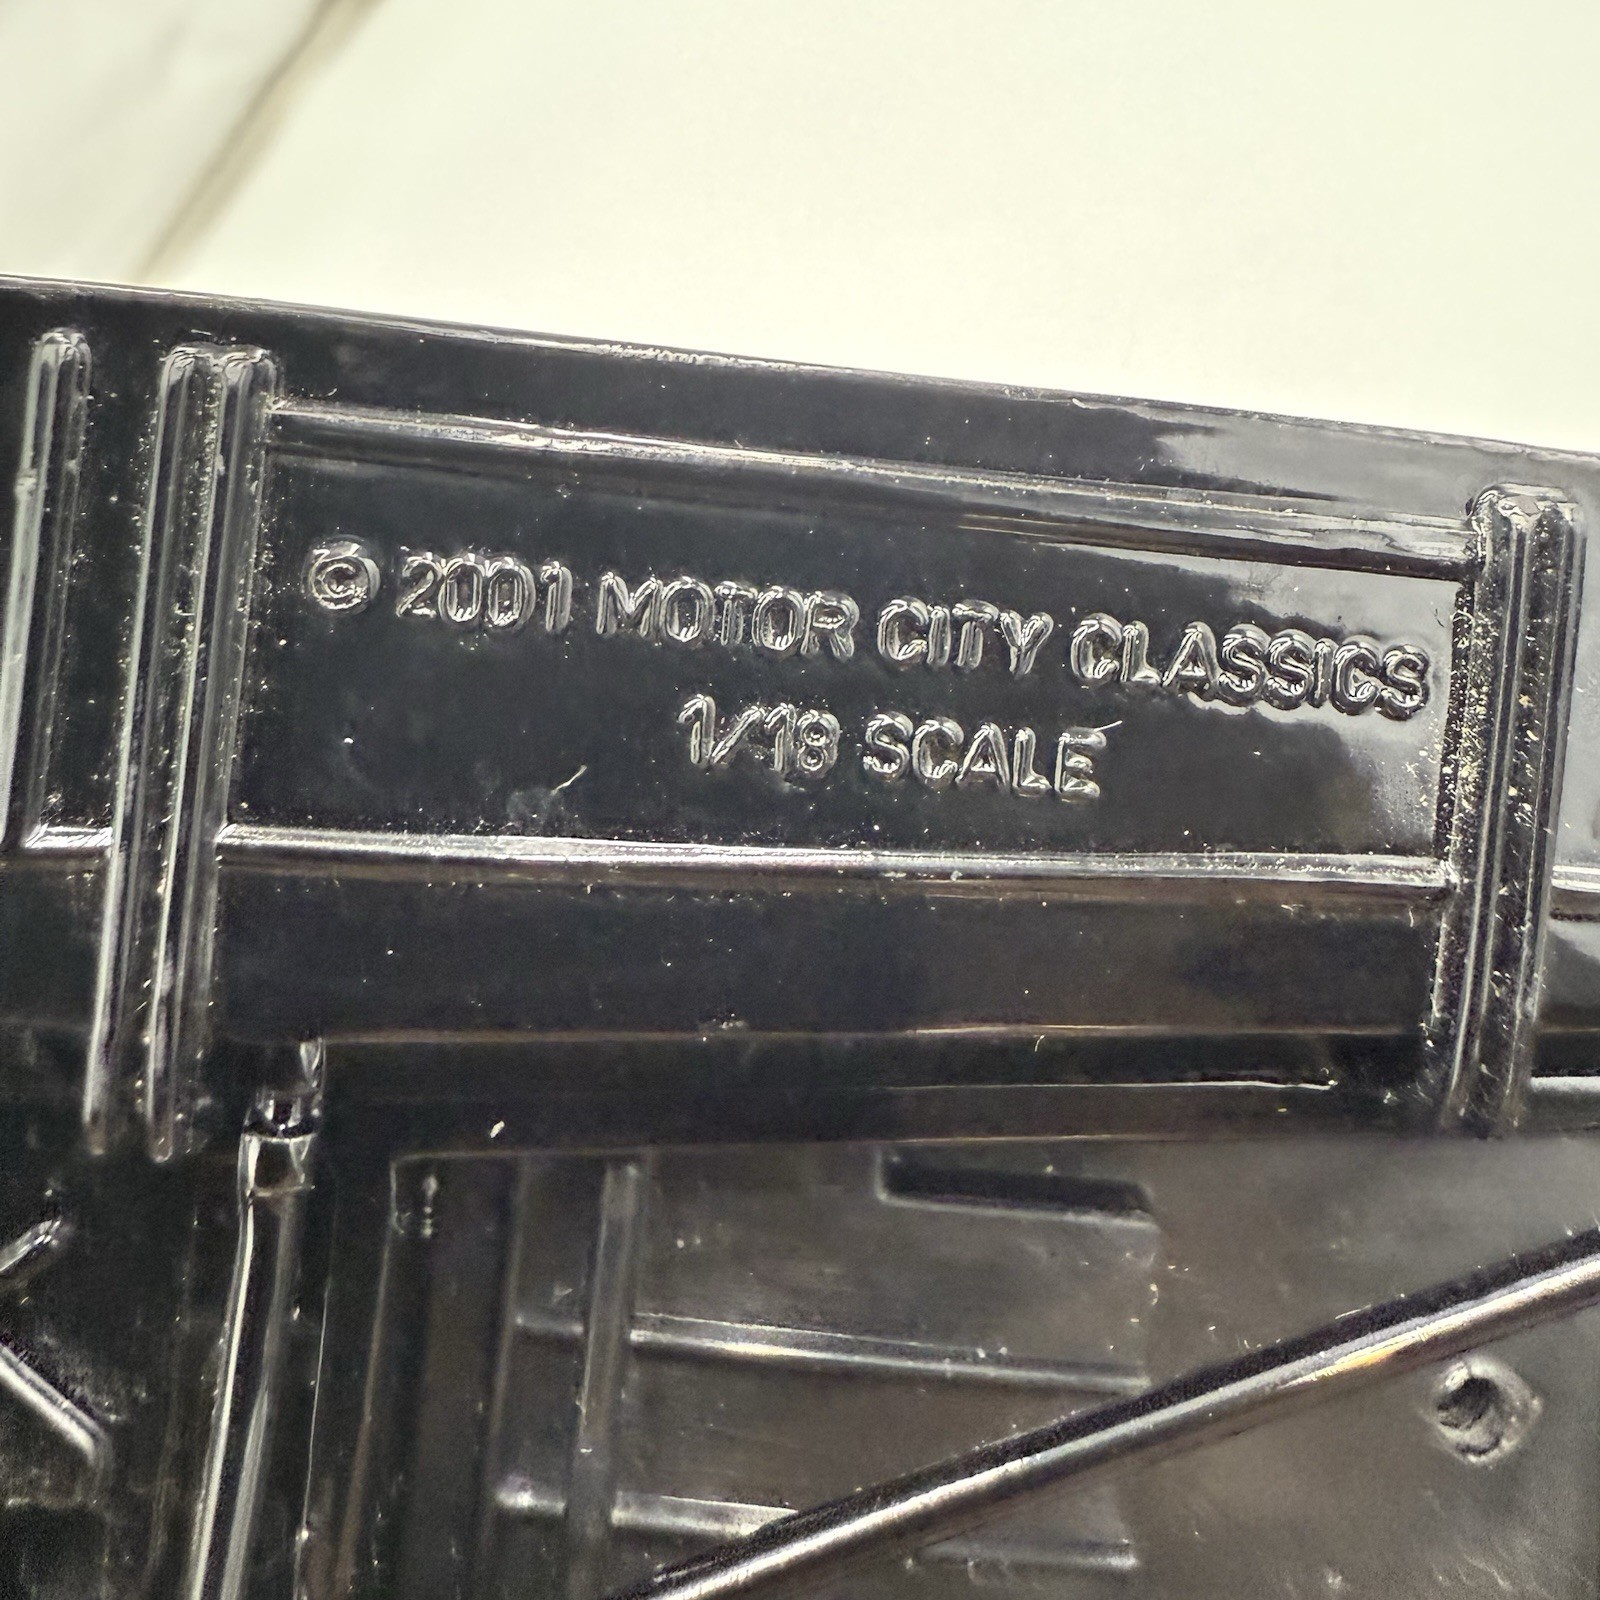 © 2001 MOTOR CITY CLASSICS
1/18 SCALE